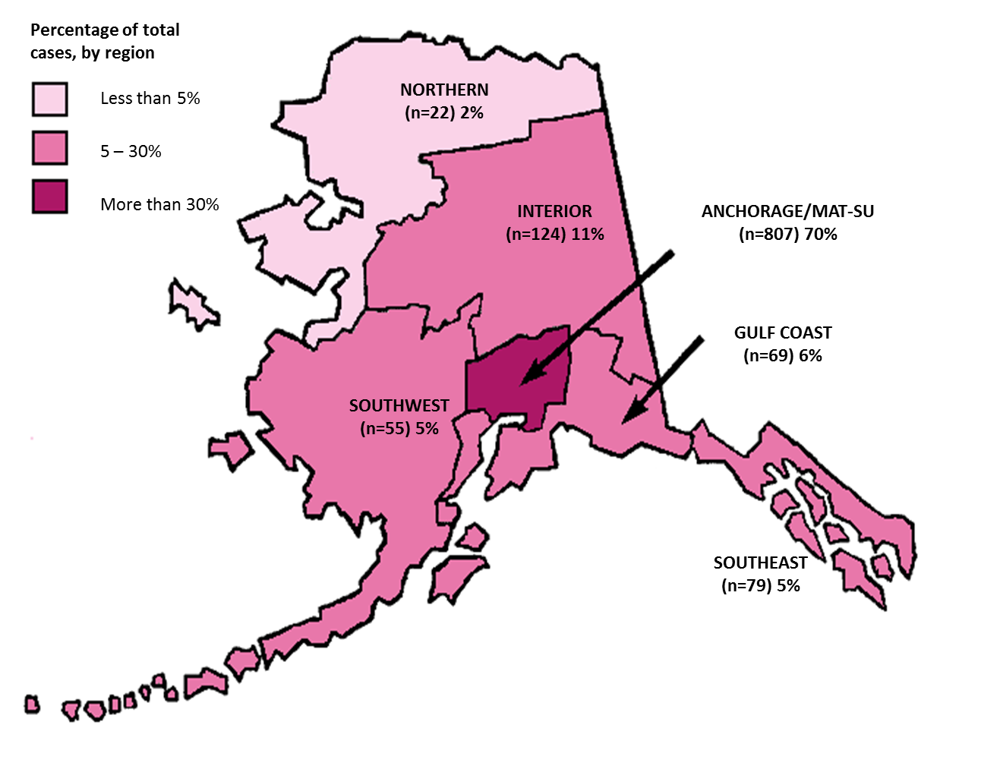 Percentage of total
cases, by region
Less than 5%
5 – 30%
More than 30%
NORTHERN
(n=22) 2%
INTERIOR
(n=124) 11%
ANCHORAGE/MAT-SU
(n=807) 70%
GULF COAST
(n=69) 6%
SOUTHWEST
(n=55) 5%
SOUTHEAST
(n=79) 5%